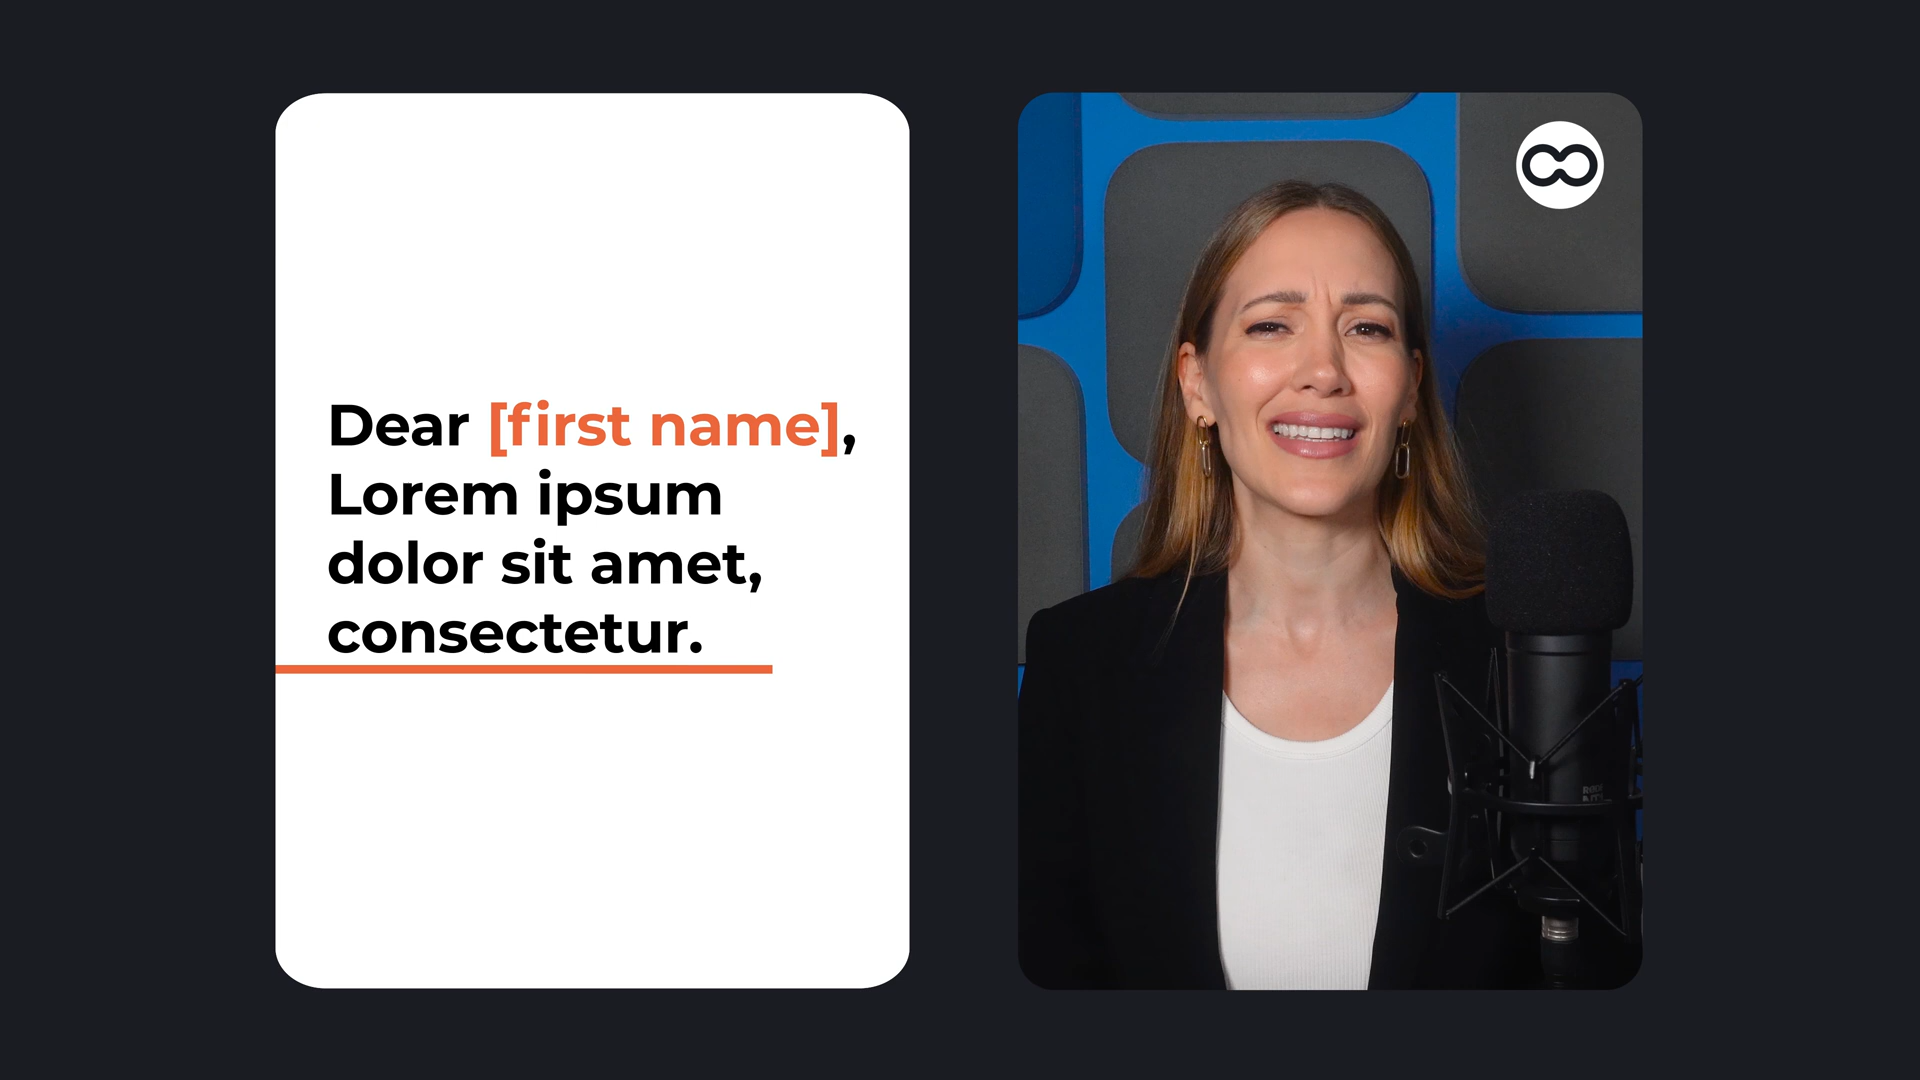 Dear [first name],
Lorem ipsum
dolor sit amet,
consectetur.